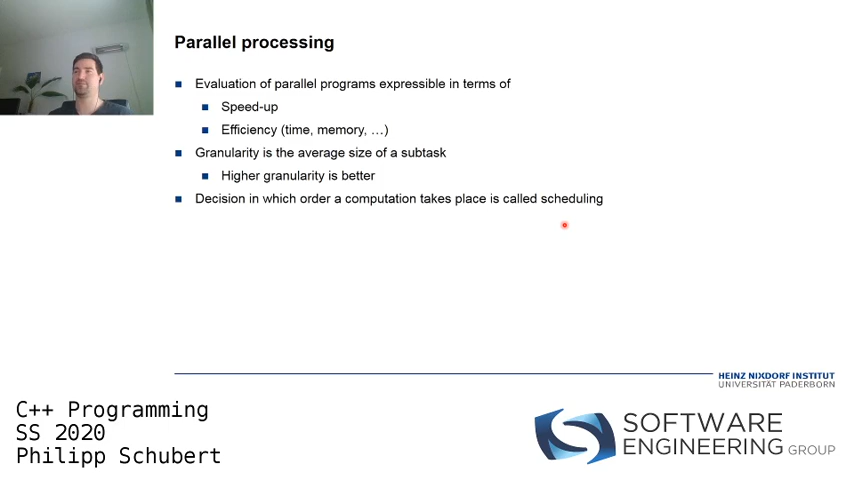 Parallel processing
Evaluation of parallel programs expressible in terms of
Speed-up
Efficiency (time, memory, …)
Granularity is the average size of a subtask
Higher granularity is better
Decision in which order a computation takes place is called scheduling
HEINZ NIXDORF INSTITUT
UNIVERSITÄT PADERBORN
C++ Programming
SS 2020
Philipp Schubert
SOFTWARE
ENGINEERING GROUP